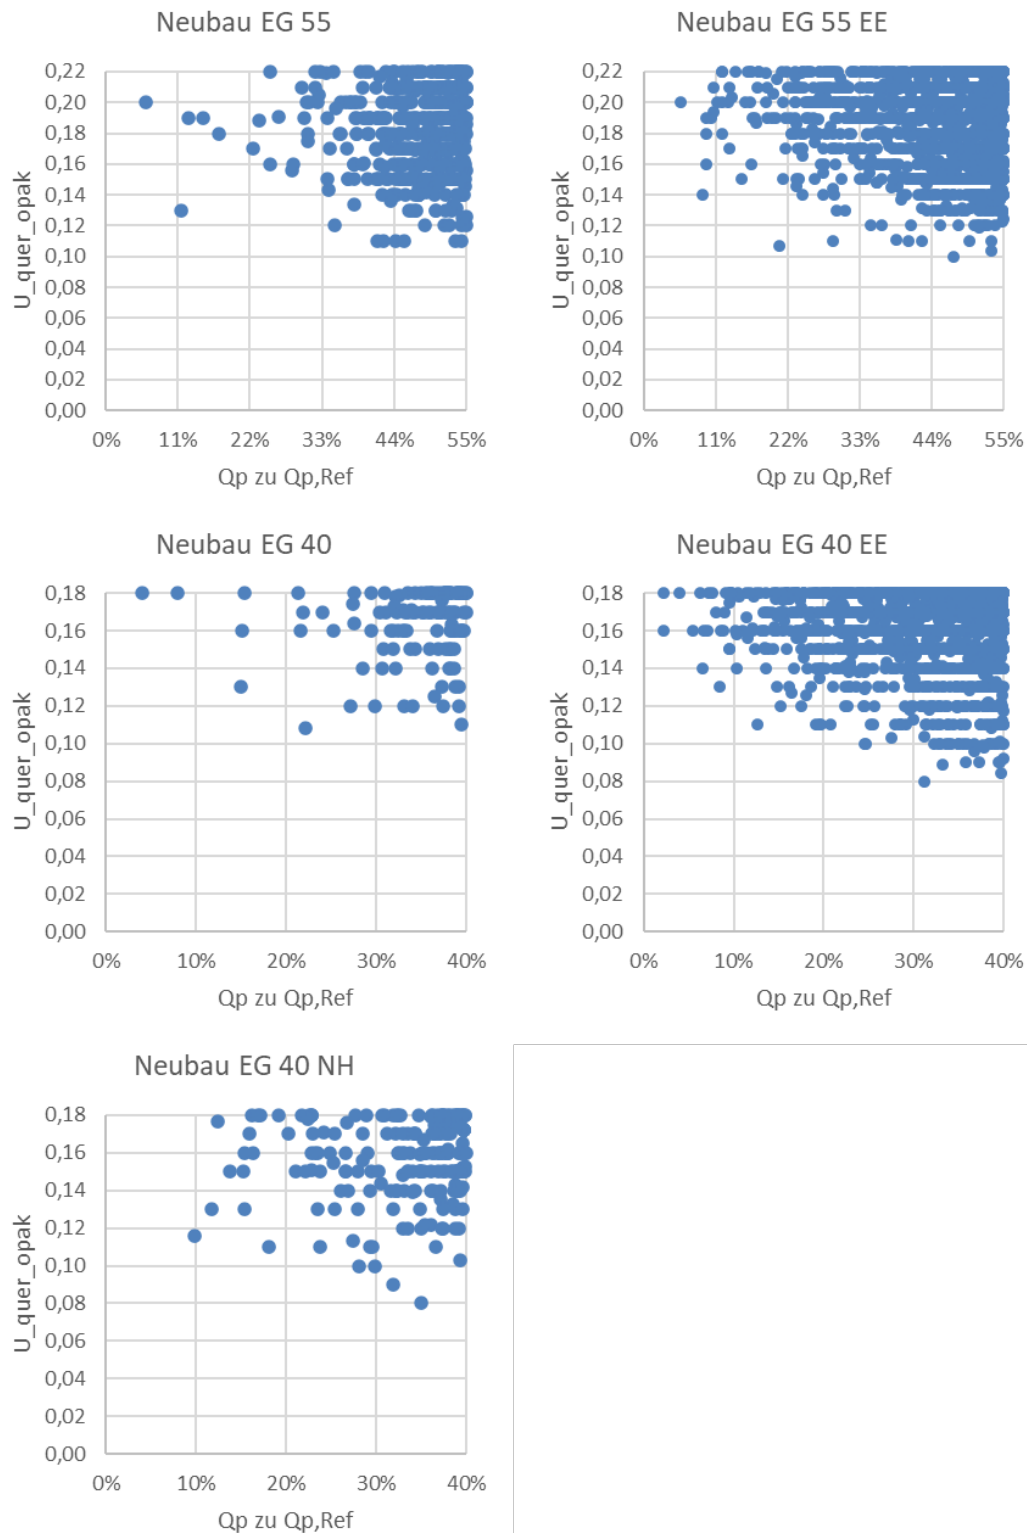 Neubau EG 55
0,22
0,20
0,18
0,16
0,14
0,12
0,10
0,08
0,06
0,04
0,02
0,00
U_quer_opak
0% 11% 22% 33% 44% 55%
Qp zu Qp,Ref
Neubau EG 55 EE
0,22
0,20
0,18
0,16
0,14
0,12
0,10
0,08
0,06
0,04
0,02
0,00
U_quer_opak
0% 11% 22% 33% 44% 55%
Qp zu Qp,Ref
Neubau EG 40
0,18
0,16
0,14
0,12
0,10
0,08
0,06
0,04
0,02
0,00
U_quer_opak
0% 10% 20% 30% 40%
Qp zu Qp,Ref
Neubau EG 40 EE
0,18
0,16
0,14
0,12
0,10
0,08
0,06
0,04
0,02
0,00
U_quer_opak
0% 10% 20% 30% 40%
Qp zu Qp,Ref
Neubau EG 40 NH
0,18
0,16
0,14
0,12
0,10
0,08
0,06
0,04
0,02
0,00
U_quer_opak
0% 10% 20% 30% 40%
Qp zu Qp,Ref